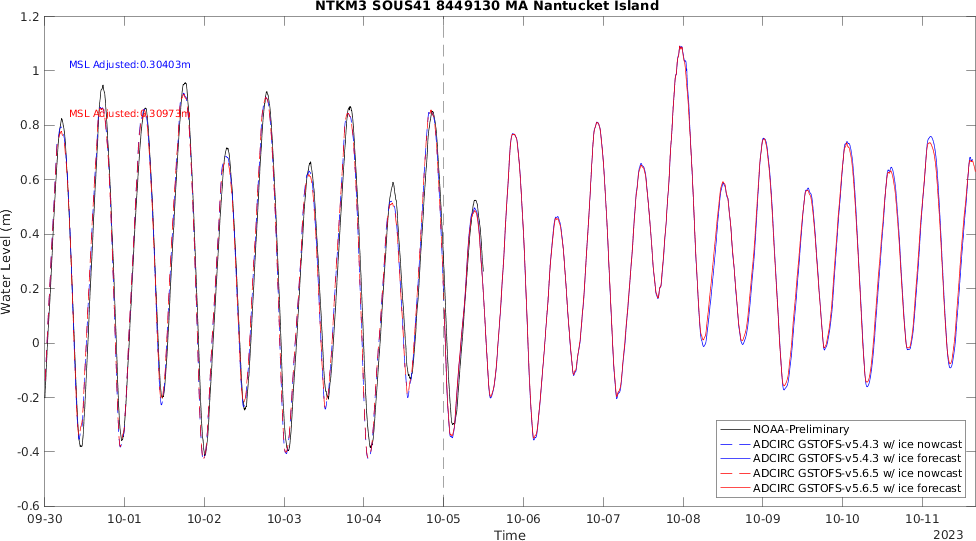 NTKM3 SOUS41 8449130 MA Nantucket Island
1.2
1
0.8
0.6
0.4
0.2
0
-0.2
-0.4
-0.6
Water Level (m)
MSL Adjusted:0.30403m
MSL Adjusted:0.30973m
NOAA-Preliminary
ADCIRC GSTOFS-v5.4.3 w/ ice nowcast
ADCIRC GSTOFS-v5.4.3 w/ ice forecast
ADCIRC GSTOFS-v5.6.5 w/ ice nowcast
ADCIRC GSTOFS-v5.6.5 w/ ice forecast
09-30 10-01 10-02 10-03 10-04 10-05 10-06 10-07 10-08 10-09 10-10 10-11
Time
2023